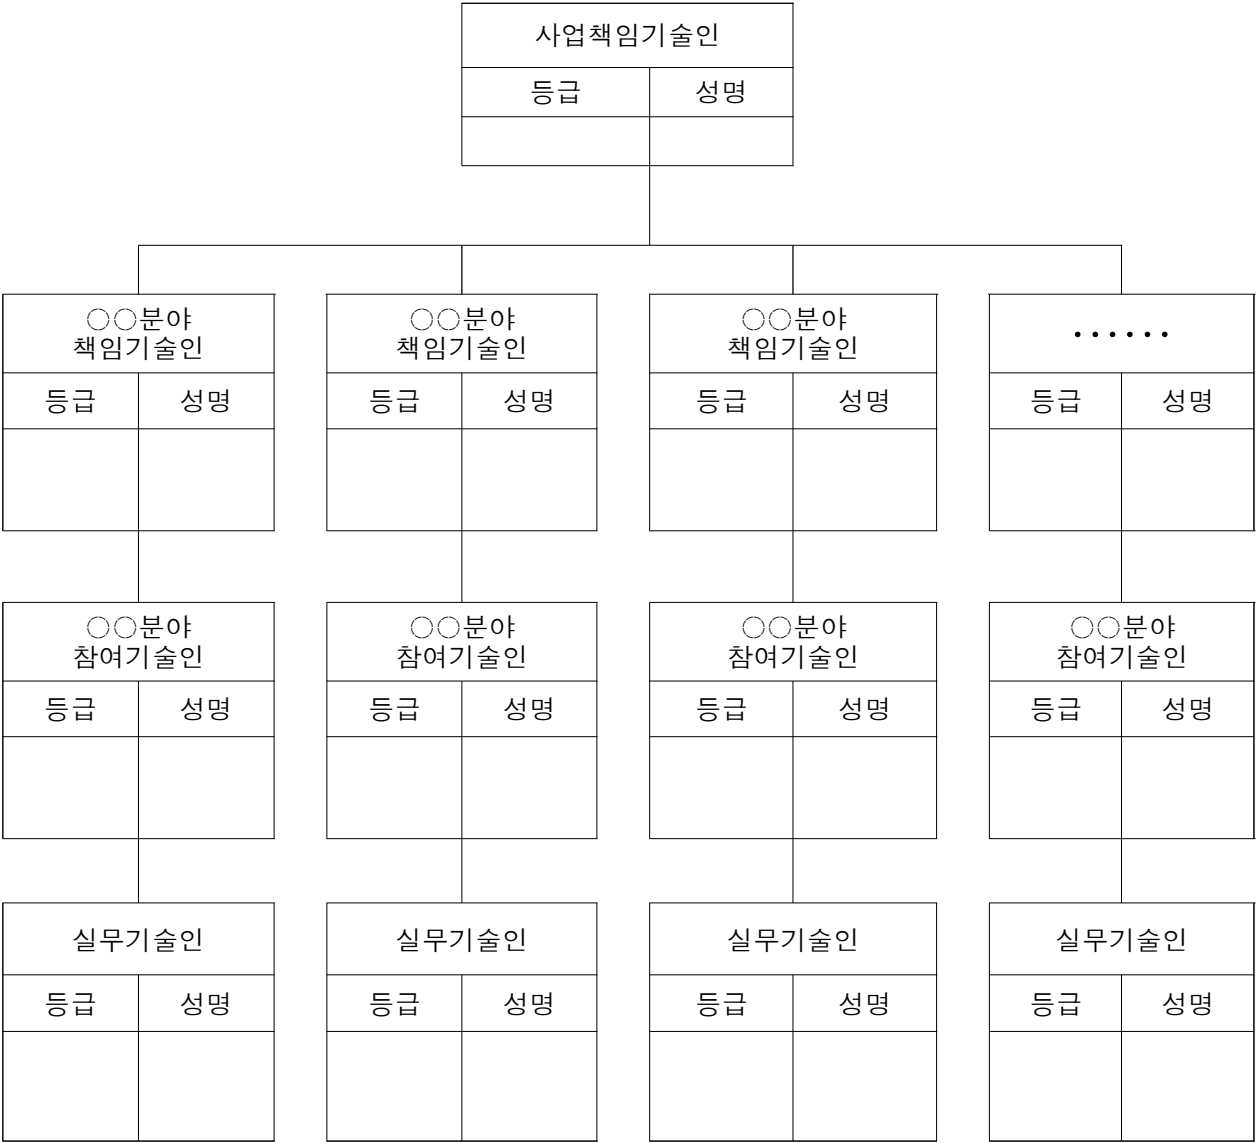 사업책임기술인
등급 성명
○○분야 ○○분야 ○○분야 ······
책임기술인 책임기술인 책임기술인
등급 성명 등급 성명 등급 성명 등급 성명
○○분야 ○○분야 ○○분야 ○○분야
참여기술인 참여기술인 참여기술인 참여기술인
등급 성명 등급 성명 등급 성명 등급 성명
실무기술인 실무기술인 실무기술인 실무기술인
등급 성명 등급 성명 등급 성명 등급 성명